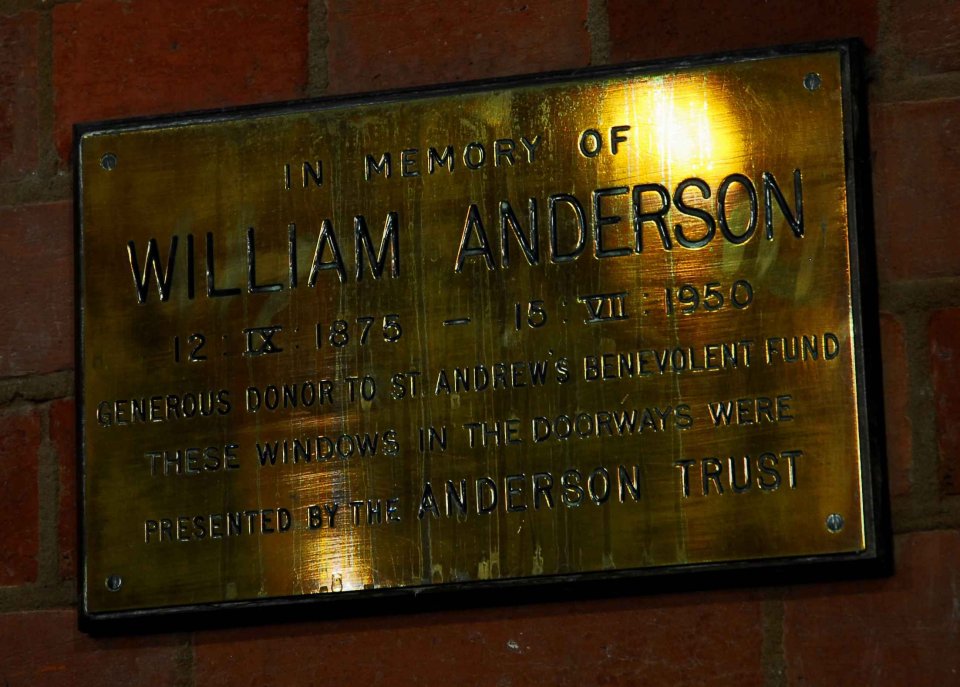 IN MEMORY OF
WILLIAM ANDERSON
12 : IX : 1875 - 15 : VII : 1950
GENEROUS DONOR TO ST. ANDREW'S BENEVOLENT FUND
THESE WINDOWS IN THE DOORWAYS WERE
PRESENTED BY THE ANDERSON TRUST